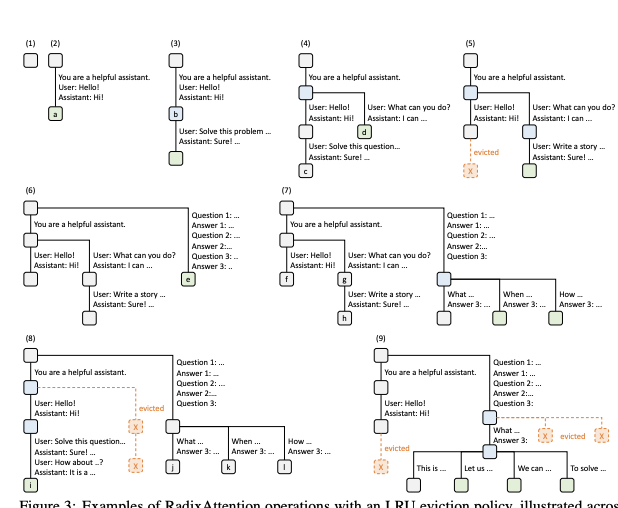 (1)
(2)
You are a helpful assistant.
User: Hello!
Assistant: Hi!
a
(3)
You are a helpful assistant.
User: Hello!
Assistant: Hi!
b
User: Solve this problem ...
Assistant: Sure! ...
(4)
You are a helpful assistant.
User: Hello!
Assistant: Hi!
User: What can you do?
Assistant: I can ...
d
User: Solve this question...
Assistant: Sure! ...
c
(5)
You are a helpful assistant.
User: Hello!
Assistant: Hi!
User: What can you do?
Assistant: I can ...
evicted
X
User: Write a story ...
Assistant: Sure! ...
(6)
You are a helpful assistant.
Question 1: ...
Answer 1: ...
Question 2: ...
Answer 2:...
Question 3: ...
Answer 3: ..
User: Hello!
Assistant: Hi!
User: What can you do?
Assistant: I can ...
e
User: Write a story ...
Assistant: Sure! ...
(7)
You are a helpful assistant.
Question 1: ...
Answer 1: ...
Question 2: ...
Answer 2:...
Question 3:
User: Hello!
Assistant: Hi!
User: What can you do?
Assistant: I can ...
f
g
User: Write a story ...
Assistant: Sure! ...
h
What ...
Answer 3: ...
When ...
Answer 3: ...
How ...
Answer 3: ...
(8)
You are a helpful assistant.
Question 1: ...
Answer 1: ...
Question 2: ...
Answer 2:...
Question 3:
User: Hello!
Assistant: Hi!
evicted
X
X
User: Solve this question...
Assistant: Sure! ...
User: How about ..?
Assistant: It is a ...
i
What ...
Answer 3: ...
When ...
Answer 3: ...
How ...
Answer 3: ...
j
k
l
(9)
You are a helpful assistant.
Question 1: ...
Answer 1: ...
Question 2: ...
Answer 2:...
Question 3:
User: Hello!
Assistant: Hi!
evicted
X
What ...
Answer 3:
X
evicted
X
This is ...
Let us ...
We can ...
To solve ...
Figure 3: Examples of RadixAttention operations with an LRU eviction policy, illustrated acros